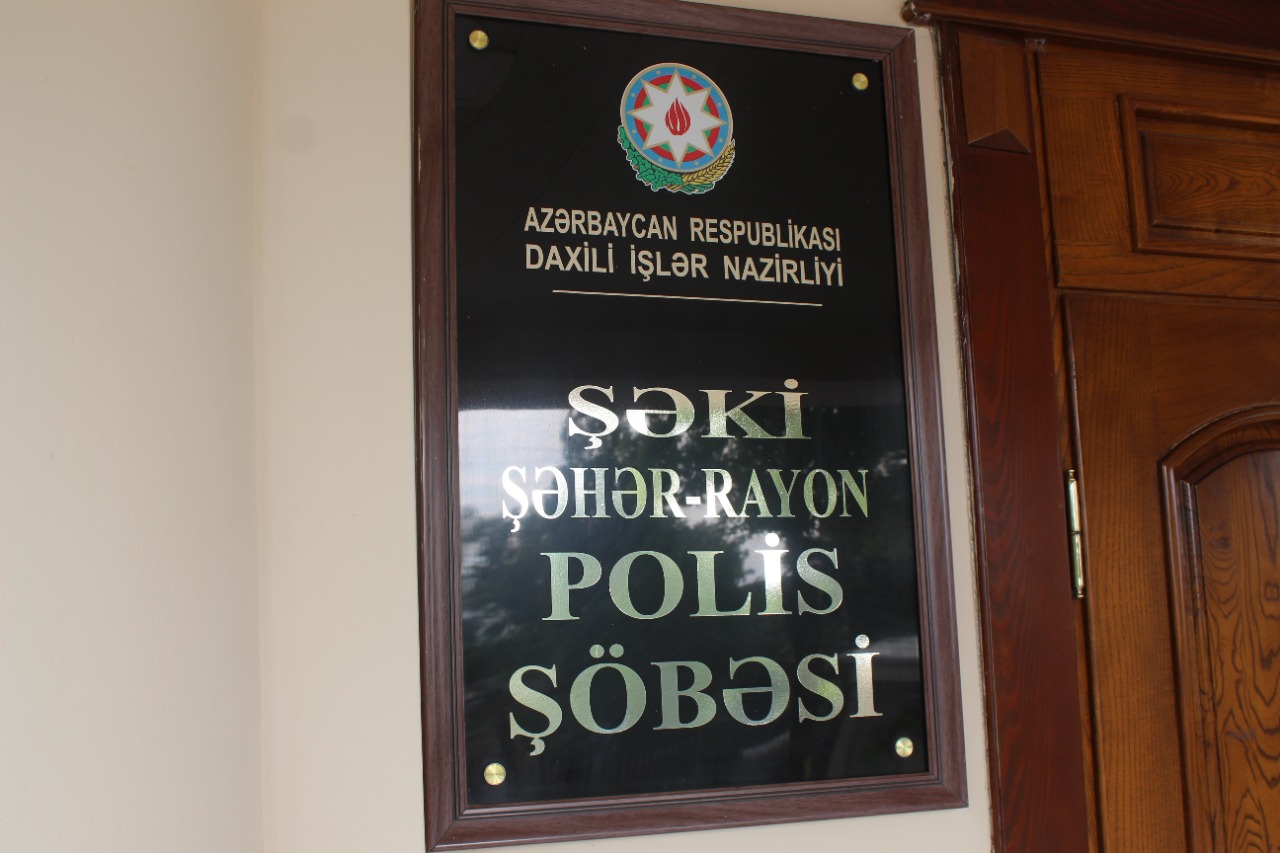 AZƏRBAYCAN RESPUBLİKASI
DAXİLİ İŞLƏR NAZİRLİYİ
ŞƏKİ
ŞƏHƏR-RAYON
POLİS
ŞÖBƏSİ